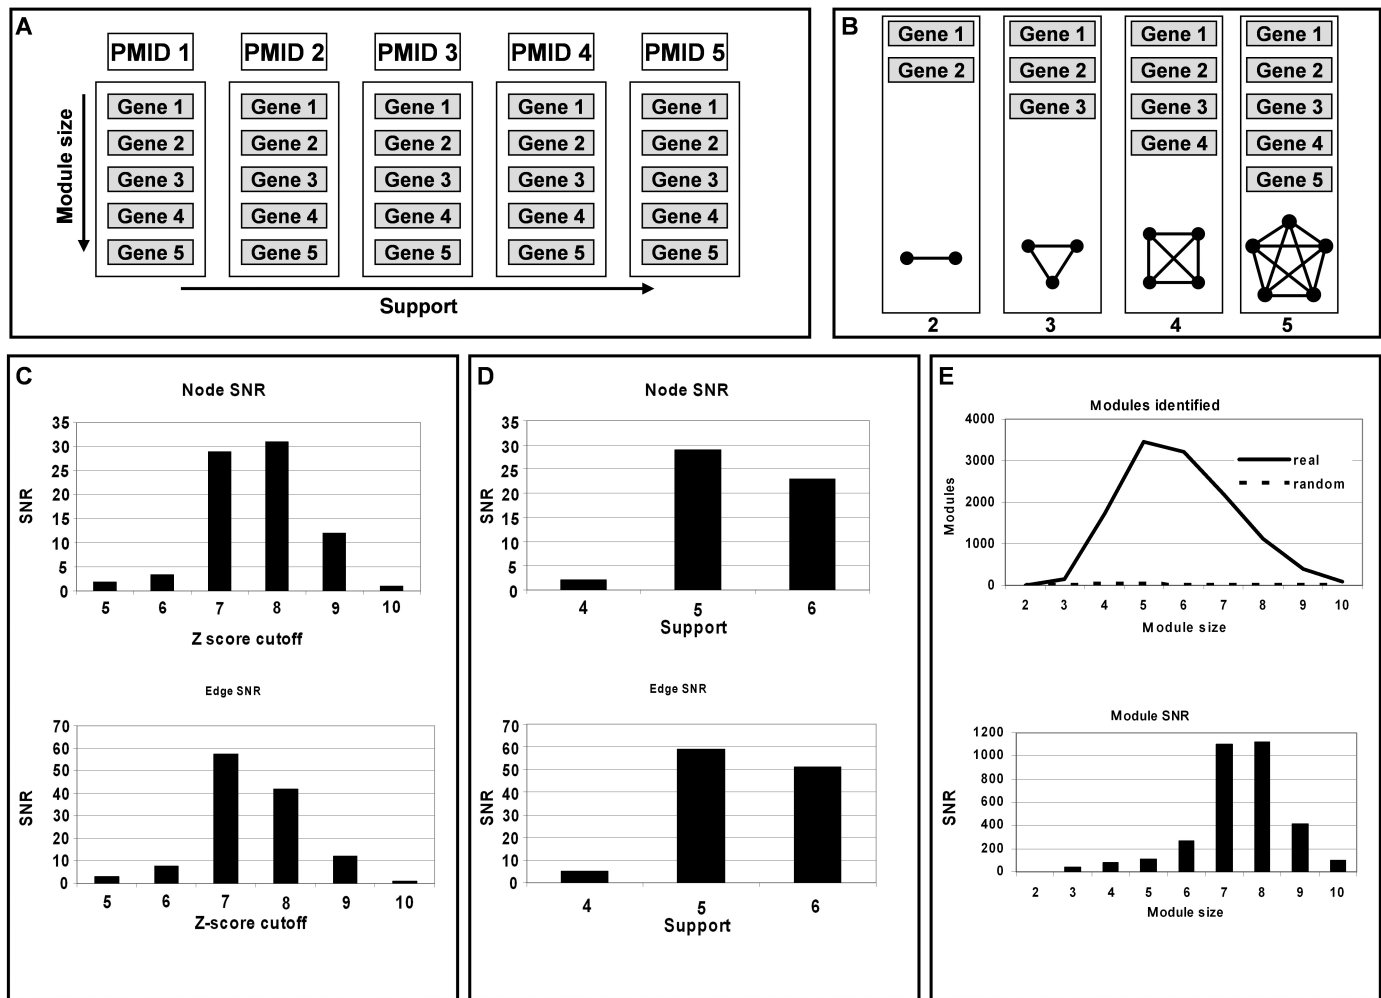 A
PMID 1 PMID 2 PMID 3 PMID 4 PMID 5
Module size
Gene 1 Gene 1 Gene 1 Gene 1 Gene 1
Gene 2 Gene 2 Gene 2 Gene 2 Gene 2
Gene 3 Gene 3 Gene 3 Gene 3 Gene 3
Gene 4 Gene 4 Gene 4 Gene 4 Gene 4
Gene 5 Gene 5 Gene 5 Gene 5 Gene 5
Support
B
Gene 1 Gene 1 Gene 1 Gene 1
Gene 2 Gene 2 Gene 2 Gene 2
Gene 3 Gene 3 Gene 3
Gene 4 Gene 4
Gene 5
2 3 4 5
C
Node SNR
SNR
35
30
25
20
15
10
5
0
5 6 7 8 9 10
Z score cutoff
Edge SNR
SNR
70
60
50
40
30
20
10
0
5 6 7 8 9 10
Z-score cutoff
D
Node SNR
SNR
35
30
25
20
15
10
5
0
4 5 6
Support
Edge SNR
SNR
70
60
50
40
30
20
10
0
4 5 6
Support
E
Modules identified
Modules
4000
3000
2000
1000
0
real
random
2 3 4 5 6 7 8 9 10
Module size
Module SNR
SNR
1200
1000
800
600
400
200
0
2 3 4 5 6 7 8 9 10
Module size